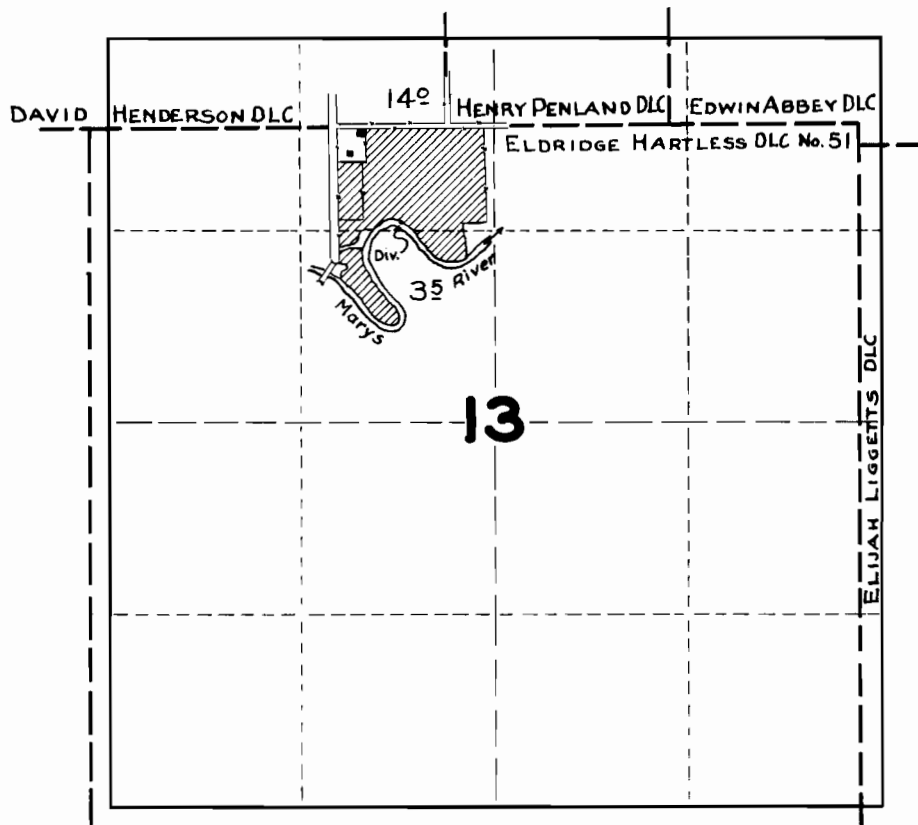 14º
DAVID HENDERSON DLC HENRY PENLAND DLC EDWIN ABBEY DLC
ELDRIDGE HARTLESS DLC No. 51
Div.
35
River
Marys
13
ELIJAH LIGGETTS DLC